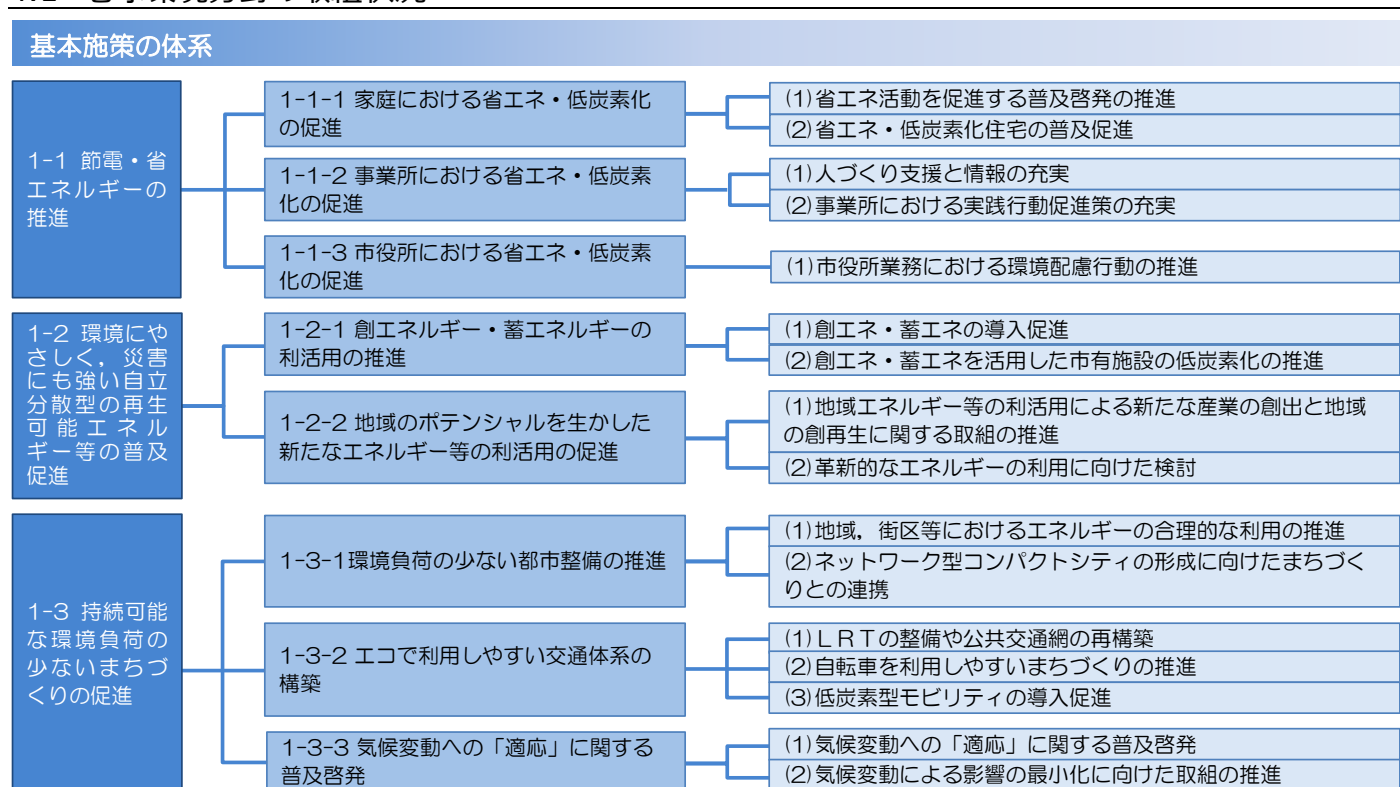 基本施策の体系
1-1 節電・省
エネルギーの
推進
1-1-1 家庭における省エネ・低炭素化
の促進
(1)省エネ活動を促進する普及啓発の推進
(2)省エネ・低炭素化住宅の普及促進
1-1-2 事業所における省エネ・低炭素
化の促進
(1)人づくり支援と情報の充実
(2)事業所における実践行動促進策の充実
1-1-3 市役所における省エネ・低炭素
化の促進
(1)市役所業務における環境配慮行動の推進
1-2 環境にや
さしく，災害
にも強い自立
分散型の再生
可能エネル
ギー等の普及
促進
1-2-1 創エネルギー・蓄エネルギーの
利活用の推進
(1)創エネ・蓄エネの導入促進
(2)創エネ・蓄エネを活用した市有施設の低炭素化の推進
1-2-2 地域のポテンシャルを生かした
新たなエネルギー等の利活用の促進
(1)地域エネルギー等の利活用による新たな産業の創出と地域
の創再生に関する取組の推進
(2)革新的なエネルギーの利用に向けた検討
1-3 持続可能
な環境負荷の
少ないまちづ
くりの促進
1-3-1環境負荷の少ない都市整備の推進
(1)地域，街区等におけるエネルギーの合理的な利用の推進
(2)ネットワーク型コンパクトシティの形成に向けたまちづく
りとの連携
1-3-2 エコで利用しやすい交通体系の
構築
(1)ＬＲＴの整備や公共交通網の再構築
(2)自転車を利用しやすいまちづくりの推進
(3)低炭素型モビリティの導入促進
1-3-3 気候変動への「適応」に関する
普及啓発
(1)気候変動への「適応」に関する普及啓発
(2)気候変動による影響の最小化に向けた取組の推進